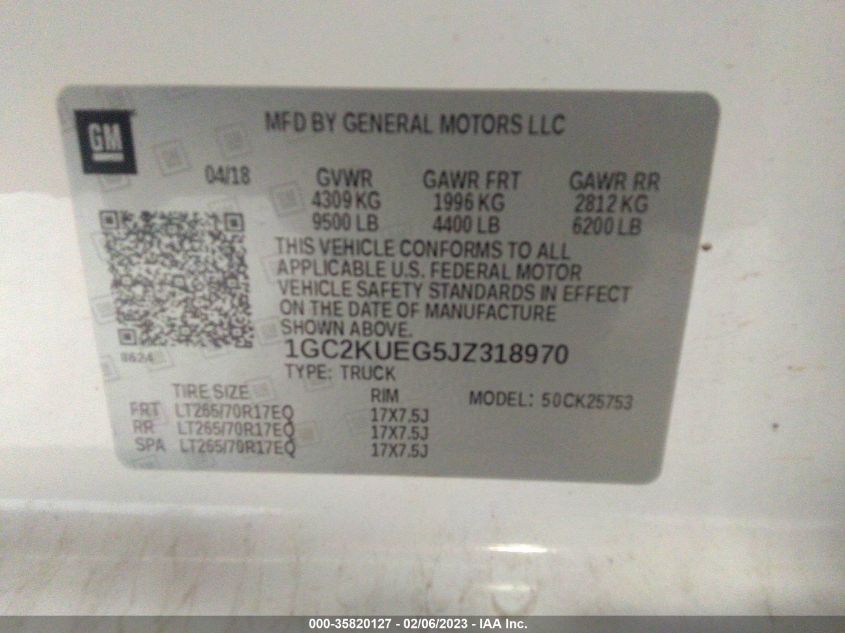 GM
MFD BY GENERAL MOTORS LLC
04/18 GVWR GAWR FRT GAWR RR
4309 KG 1996 KG 2812 KG
9500 LB 4400 LB 6200 LB
THIS VEHICLE CONFORMS TO ALL
APPLICABLE U.S. FEDERAL MOTOR
VEHICLE SAFETY STANDARDS IN EFFECT
ON THE DATE OF MANUFACTURE
SHOWN ABOVE.
8624
1GC2KUEG5JZ318970
TYPE: TRUCK
TIRE SIZE RIM MODEL: 50CK25753
FRT LT265/70R17EQ 17X7.5J
RR LT265/70R17EQ 17X7.5J
SPA LT265/70R17EQ 17X7.5J
000-35820127 - 02/06/2023 - IAA Inc.